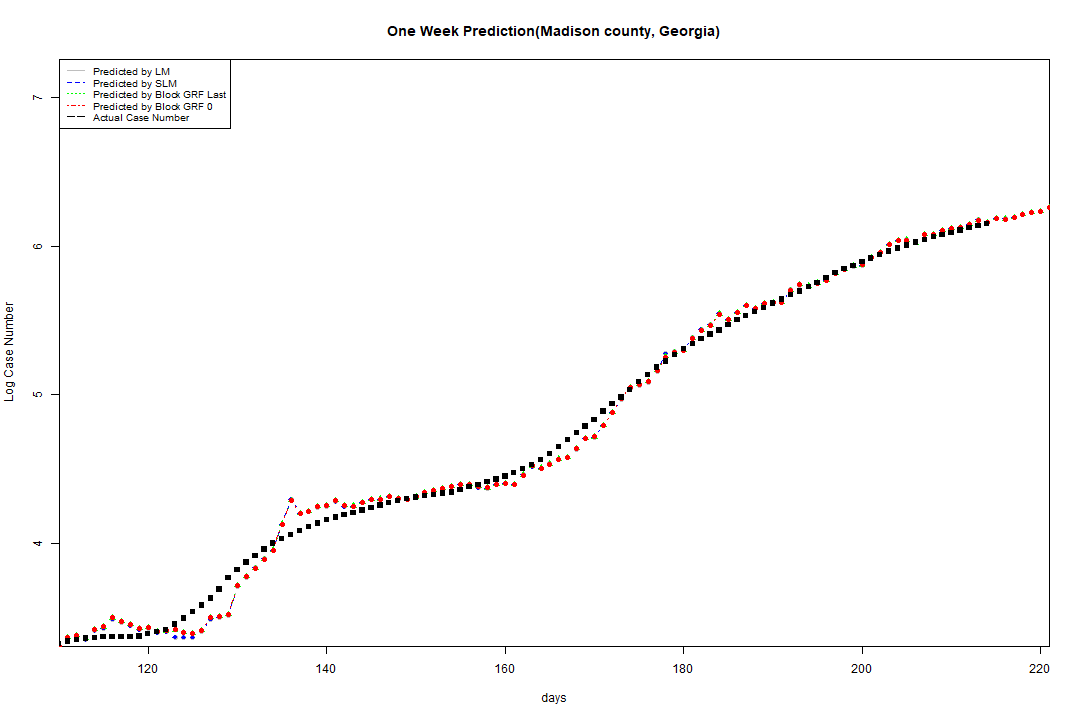 One Week Prediction(Madison county, Georgia)
Predicted by LM
Predicted by SLM
Predicted by Block GRF Last
Predicted by Block GRF 0
Actual Case Number
7
6
5
4
Log Case Number
120 140 160 180 200 220
days